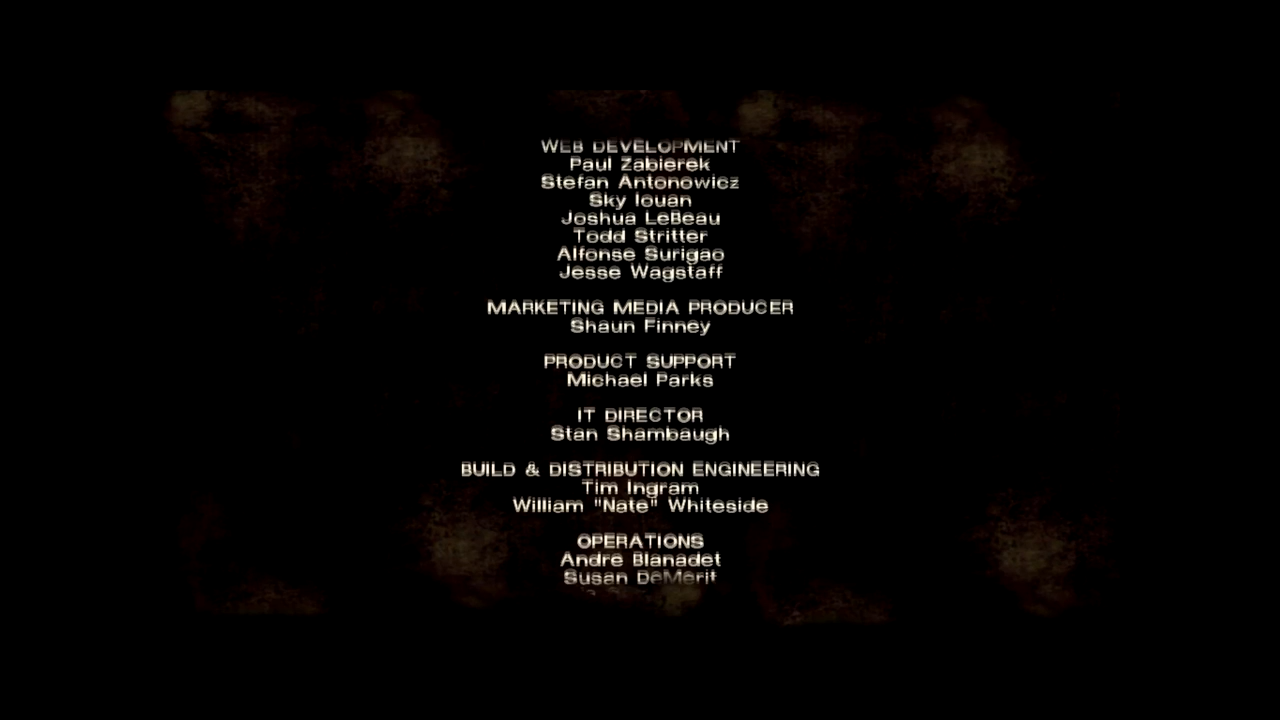 WEB DEVELOPMENT
Paul Zabierek
Stefan Antonowicz
Sky Iouan
Joshua LeBeau
Todd Stritter
Alfonse Surigao
Jesse Wagstaff
MARKETING MEDIA PRODUCER
Shaun Finney
PRODUCT SUPPORT
Michael Parks
IT DIRECTOR
Stan Shambaugh
BUILD & DISTRIBUTION ENGINEERING
Tim Ingram
William "Nate" Whiteside
OPERATIONS
Andre Blanadet
Susan DeMerit